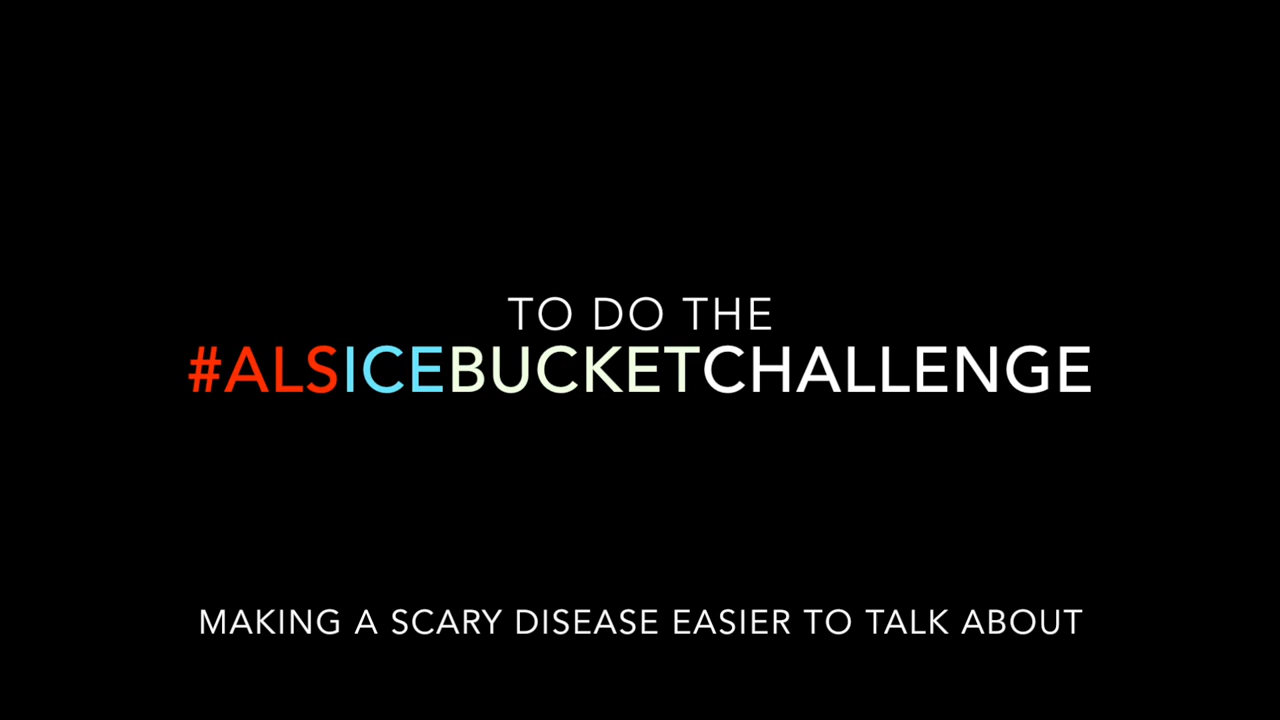 TO DO THE
#ALSICEBUCKETCHALLENGE
MAKING A SCARY DISEASE EASIER TO TALK ABOUT